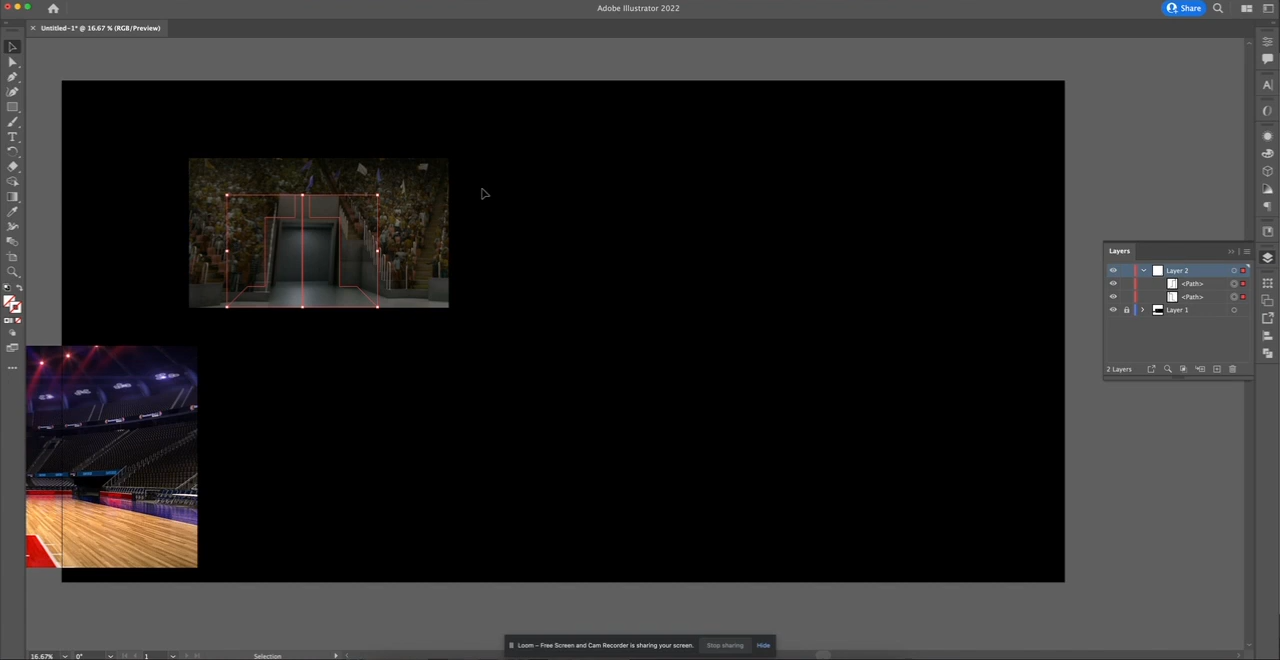 Adobe Illustrator 2022
Share
Untitled-1* @ 16.67 % (RGB/Preview)
Layers
Layer 2
<Path>
<Path>
Layer 1
2 Layers
Loom – Free Screen and Cam Recorder is sharing your screen.
Stop sharing
Hide
16.67%
0°
1
Selection